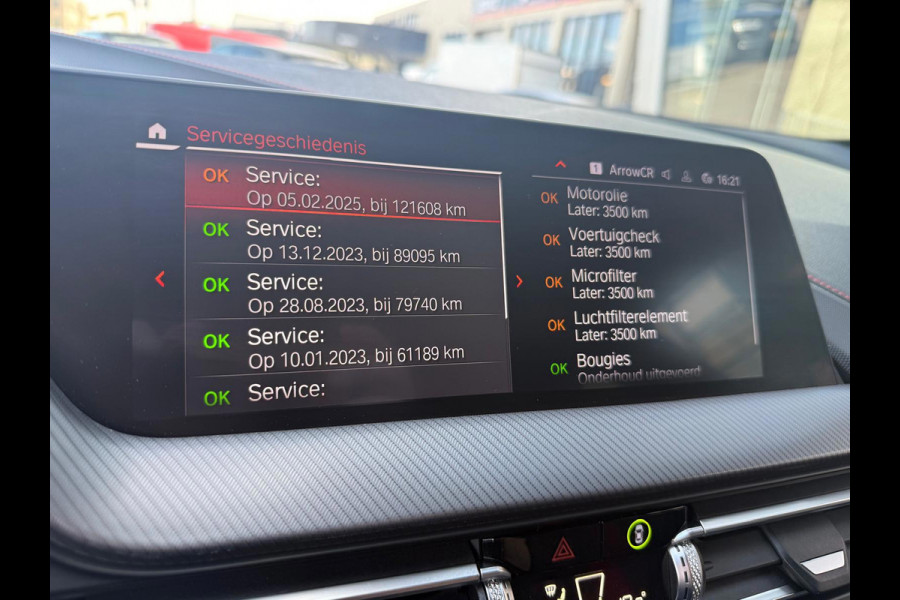 Servicegeschiedenis
1 ArrowCR 16:21
OK Service:
Op 05.02.2025, bij 121608 km
OK Service:
Op 13.12.2023, bij 89095 km
OK Service:
Op 28.08.2023, bij 79740 km
OK Service:
Op 10.01.2023, bij 61189 km
OK Service:
OK Motorolie
Later: 3500 km
OK Voertuigcheck
Later: 3500 km
OK Microfilter
Later: 3500 km
OK Luchtfilterelement
Later: 3500 km
OK Bougies
Onderhoud uitgevoerd